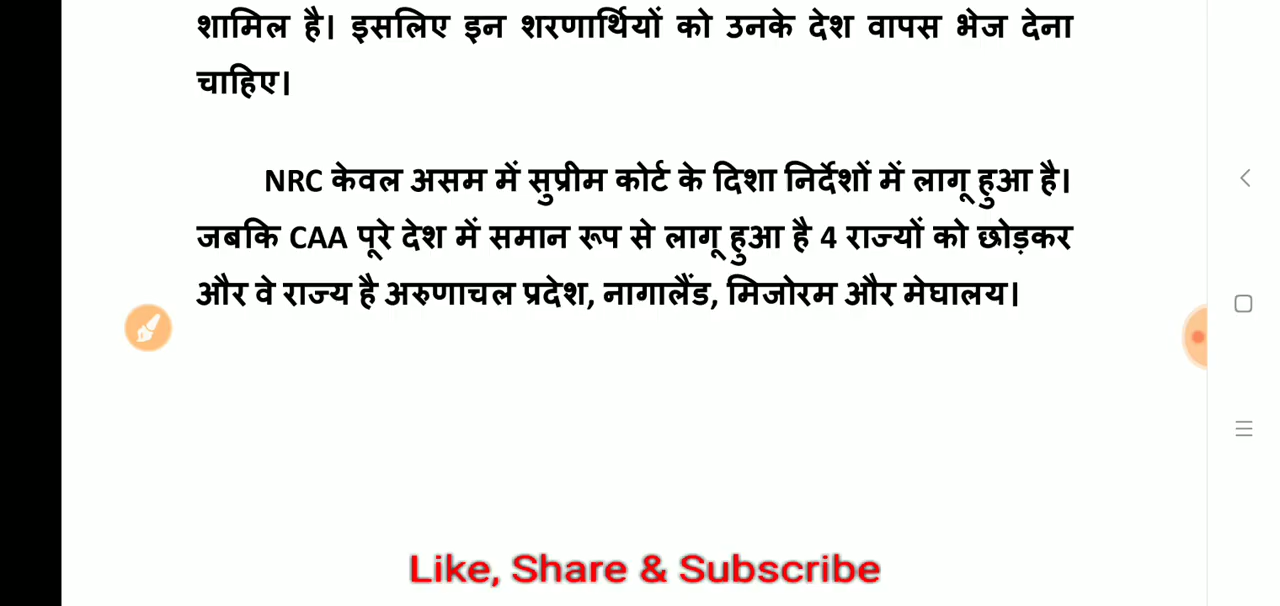 शामिल है। इसलिए इन शरणार्थियों को उनके देश वापस भेज देना
चाहिए।
NRC केवल असम में सुप्रीम कोर्ट के दिशा निर्देशों में लागू हुआ है।
जबकि CAA पूरे देश में समान रूप से लागू हुआ है 4 राज्यों को छोड़कर
और वे राज्य है अरुणाचल प्रदेश, नागालैंड, मिजोरम और मेघालय।
Like, Share & Subscribe